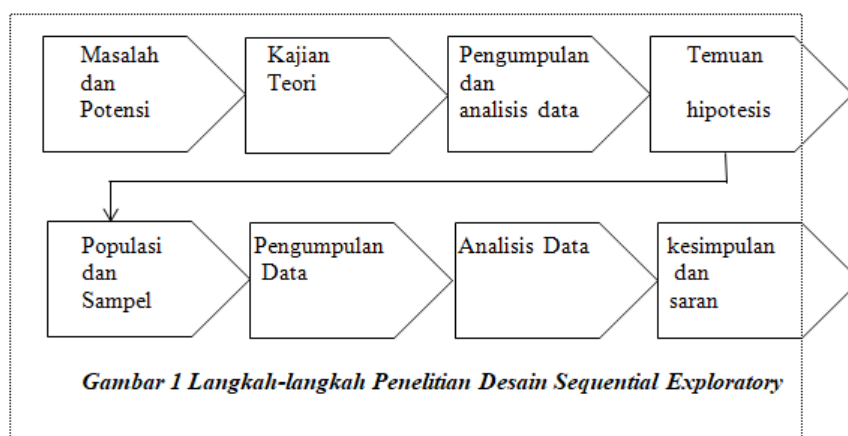 Masalah
dan
Potensi
Kajian
Teori
Pengumpulan
dan
analisis data
Temuan
hipotesis
Populasi
dan
Sampel
Pengumpulan
Data
Analisis Data
kesimpulan
dan
saran
Gambar 1 Langkah-langkah Penelitian Desain Sequential Exploratory